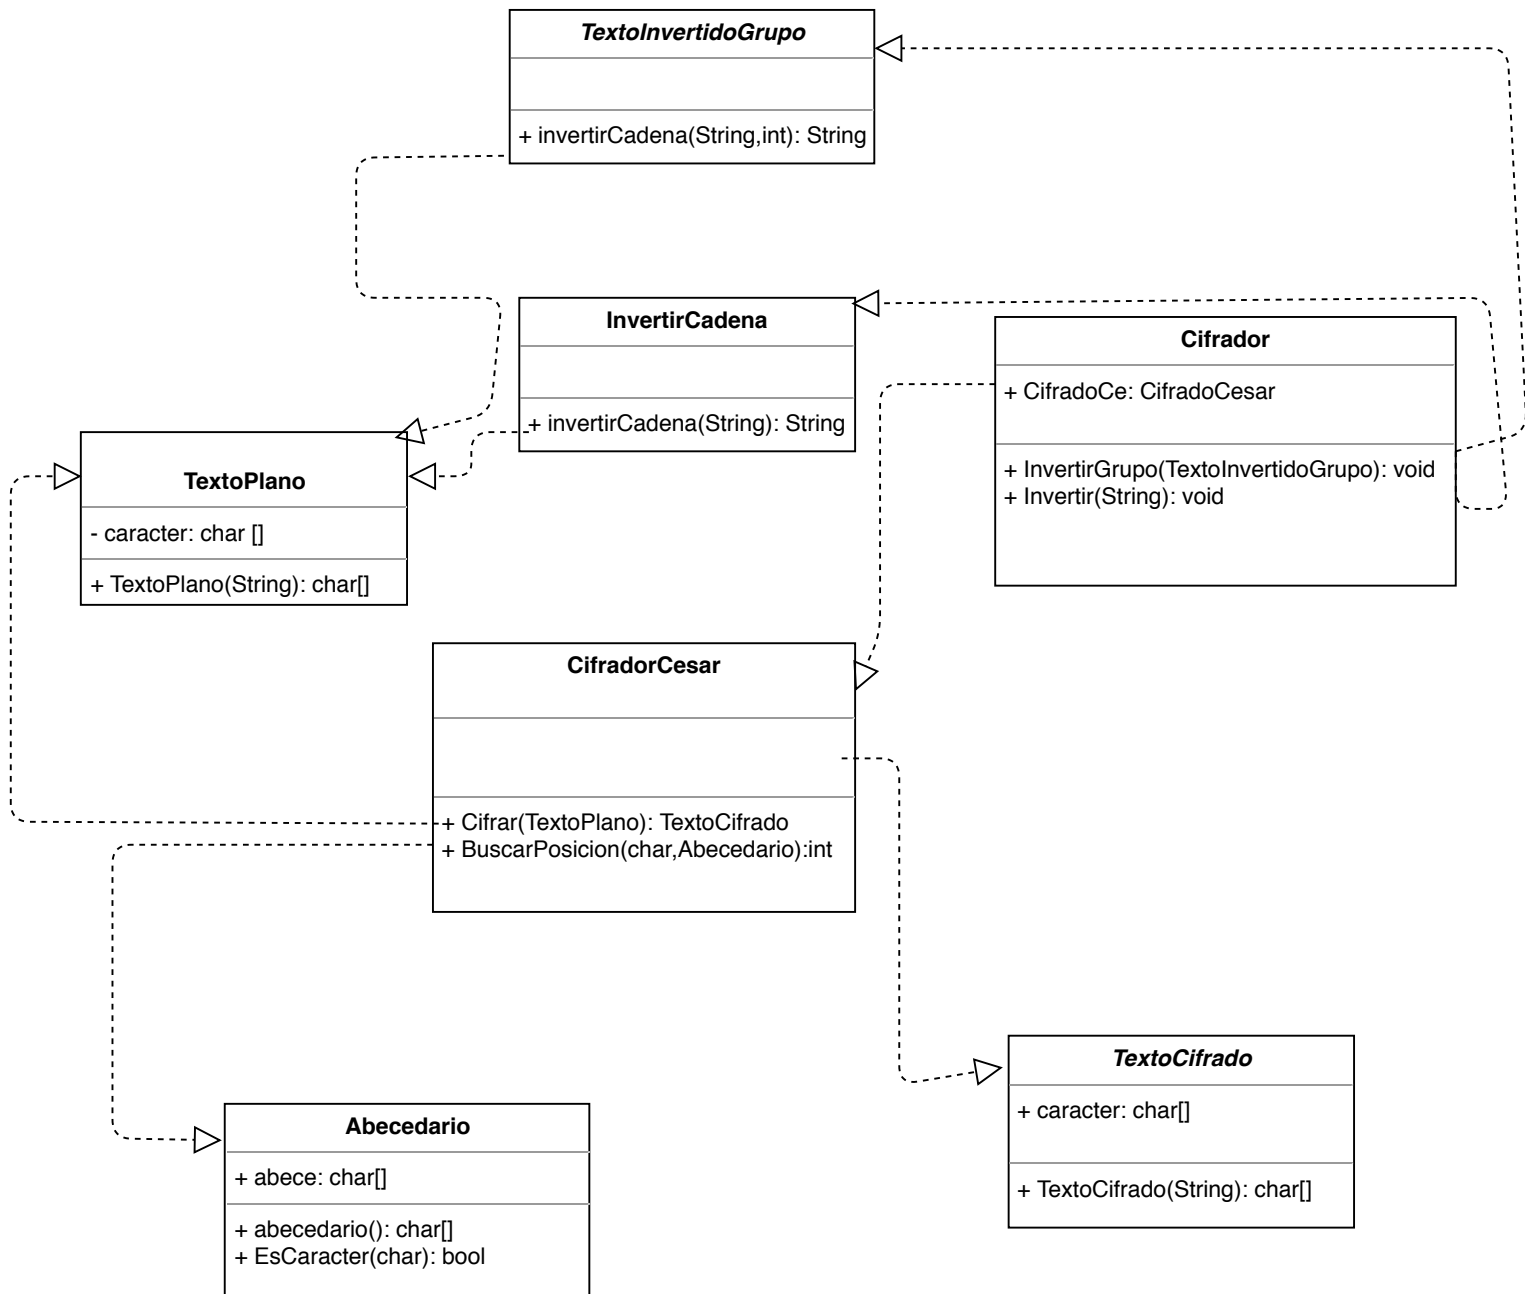 TextoInvertidoGrupo
+ invertirCadena(String,int): String
InvertirCadena
+ invertirCadena(String): String
Cifrador
+ CifradoCe: CifradoCesar
+ InvertirGrupo(TextoInvertidoGrupo): void
+ Invertir(String): void
TextoPlano
- caracter: char []
+ TextoPlano(String): char[]
CifradorCesar
+ Cifrar(TextoPlano): TextoCifrado
+ BuscarPosicion(char,Abecedario):int
TextoCifrado
+ caracter: char[]
+ TextoCifrado(String): char[]
Abecedario
+ abece: char[]
+ abecedario(): char[]
+ EsCaracter(char): bool